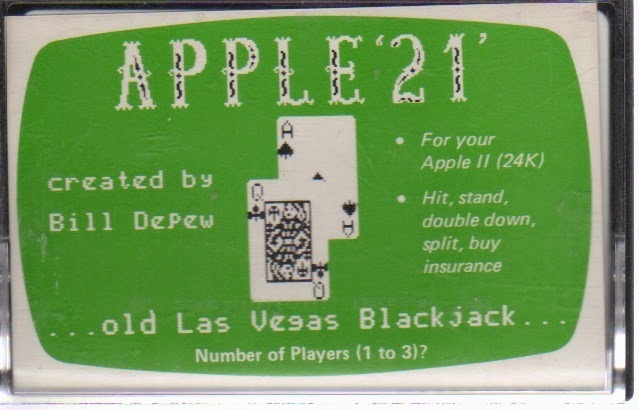 APPLE '21'
created by
Bill DePew
A
Q
A
Q
• For your
Apple II (24K)
• Hit, stand,
double down,
split, buy
insurance
...old Las Vegas Blackjack...
Number of Players (1 to 3)?